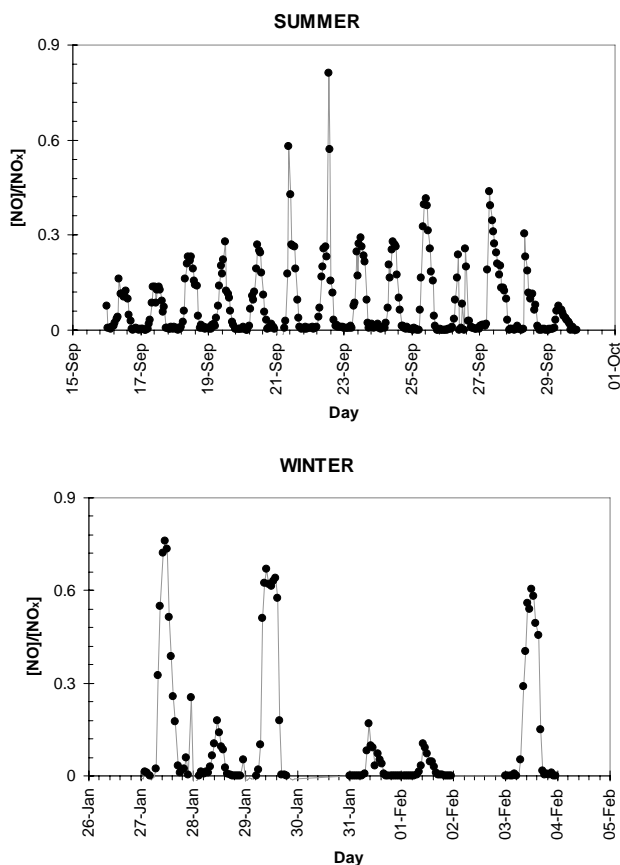 SUMMER
0.9
0.6
0.3
0
[NO]/[NOx]
15-Sep
17-Sep
19-Sep
21-Sep
23-Sep
25-Sep
27-Sep
29-Sep
01-Oct
Day
WINTER
0.9
0.6
0.3
0
[NO]/[NOx]
26-Jan
27-Jan
28-Jan
29-Jan
30-Jan
31-Jan
01-Feb
02-Feb
03-Feb
04-Feb
05-Feb
Day